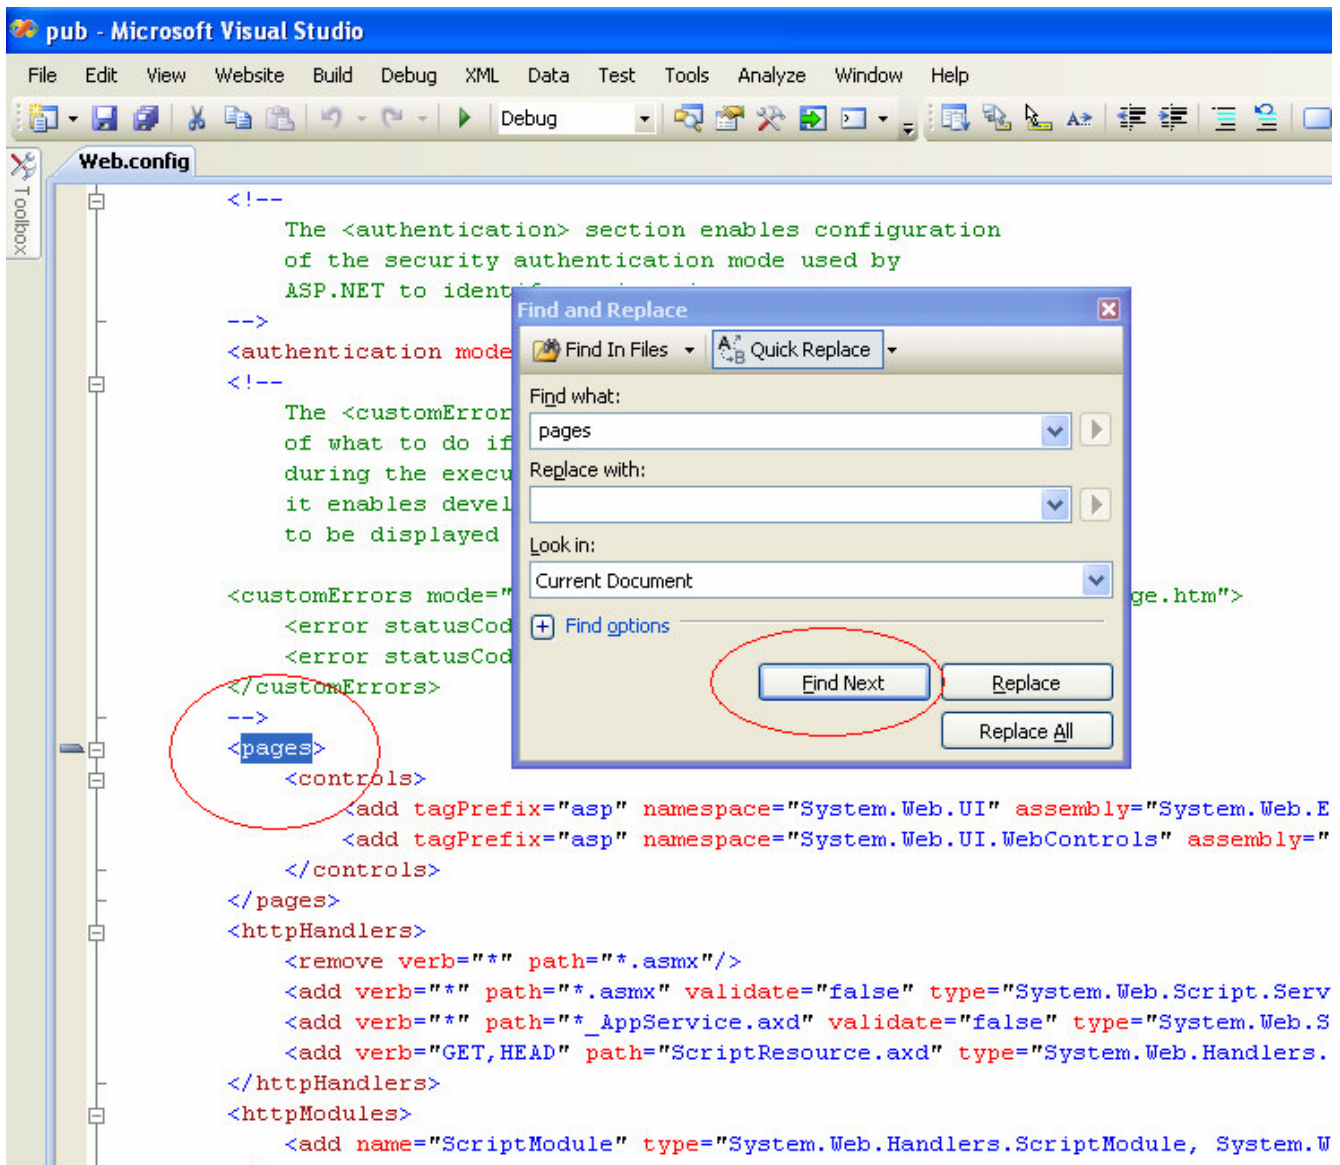 pub - Microsoft Visual Studio
File Edit View Website Build Debug XML Data Test Tools Analyze Window Help
Debug
Toolbox
Web.config
<!--
The <authentication> section enables configuration
of the security authentication mode used by
ASP.NET to
-->
<authentication mode
<!--
The <customError
of what to do if
during the execu
it enables devel
to be displayed
<customErrors mode=" ge.htm">
<error statusCod
<error statusCod
</customErrors>
-->
<pages>
<controls>
<add tagPrefix="asp" namespace="System.Web.UI" assembly="System.Web.E
<add tagPrefix="asp" namespace="System.Web.UI.WebControls" assembly="
</controls>
</pages>
<httpHandlers>
<remove verb="*" path="*.asmx"/>
<add verb="*" path="*.asmx" validate="false" type="System.Web.Script.Serv
<add verb="*" path="*_AppService.axd" validate="false" type="System.Web.S
<add verb="GET,HEAD" path="ScriptResource.axd" type="System.Web.Handlers.
</httpHandlers>
<httpModules>
<add name="ScriptModule" type="System.Web.Handlers.ScriptModule, System.W
Find and Replace
Find In Files
Quick Replace
Find what:
pages
Replace with:
Look in:
Current Document
Find options
Find Next
Replace
Replace All